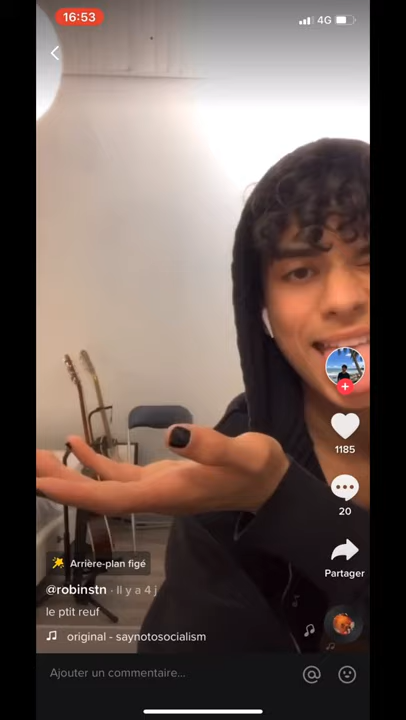 16:53
4G
1185
20
Partager
Arrière-plan figé
@robinstn · Il y a 4 j
le ptit reuf
original - saynotosocialism
Ajouter un commentaire...